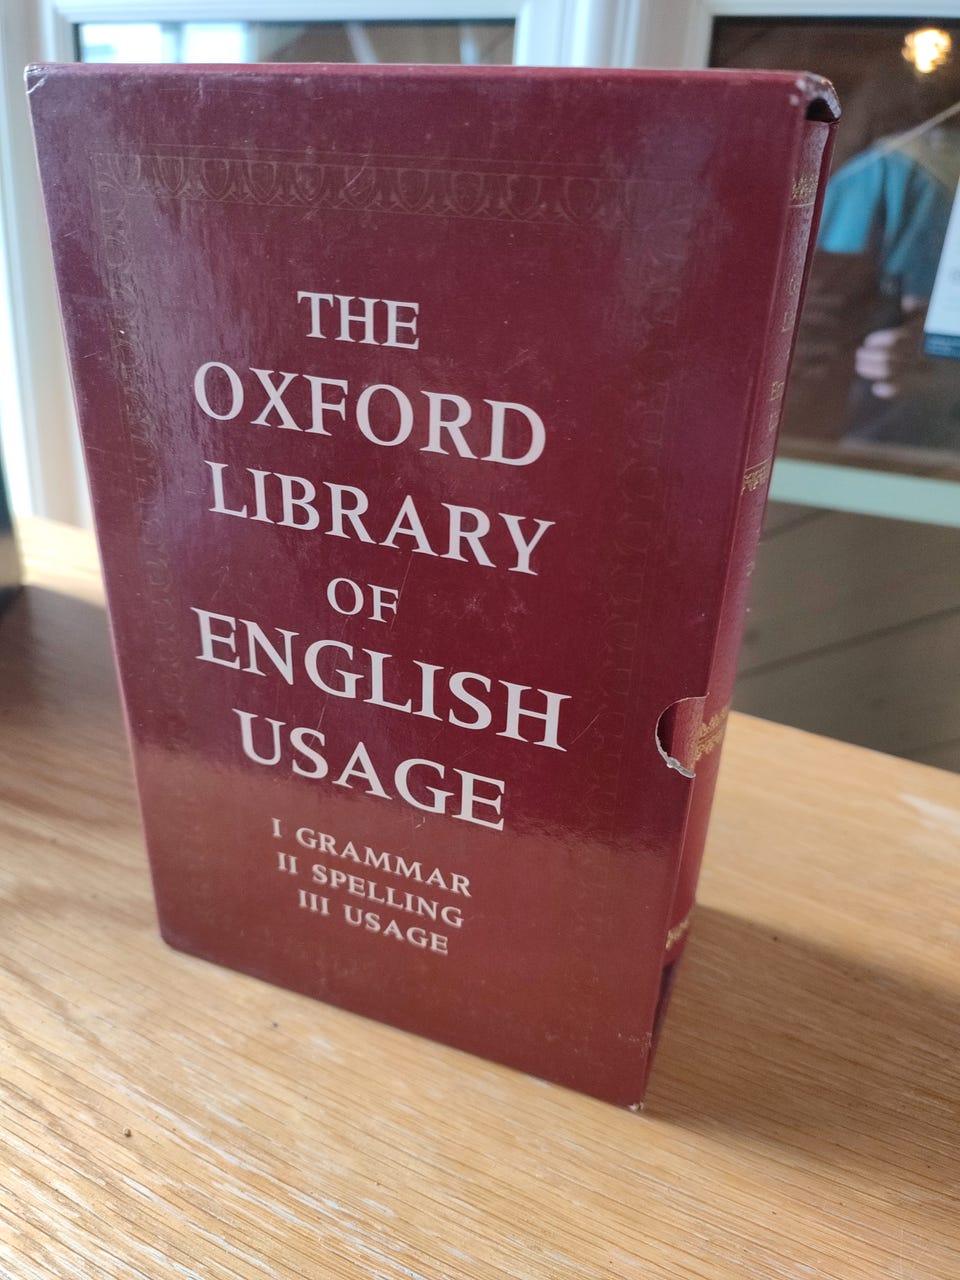 THE
OXFORD
LIBRARY
OF
ENGLISH
USAGE
I GRAMMAR
II SPELLING
III USAGE